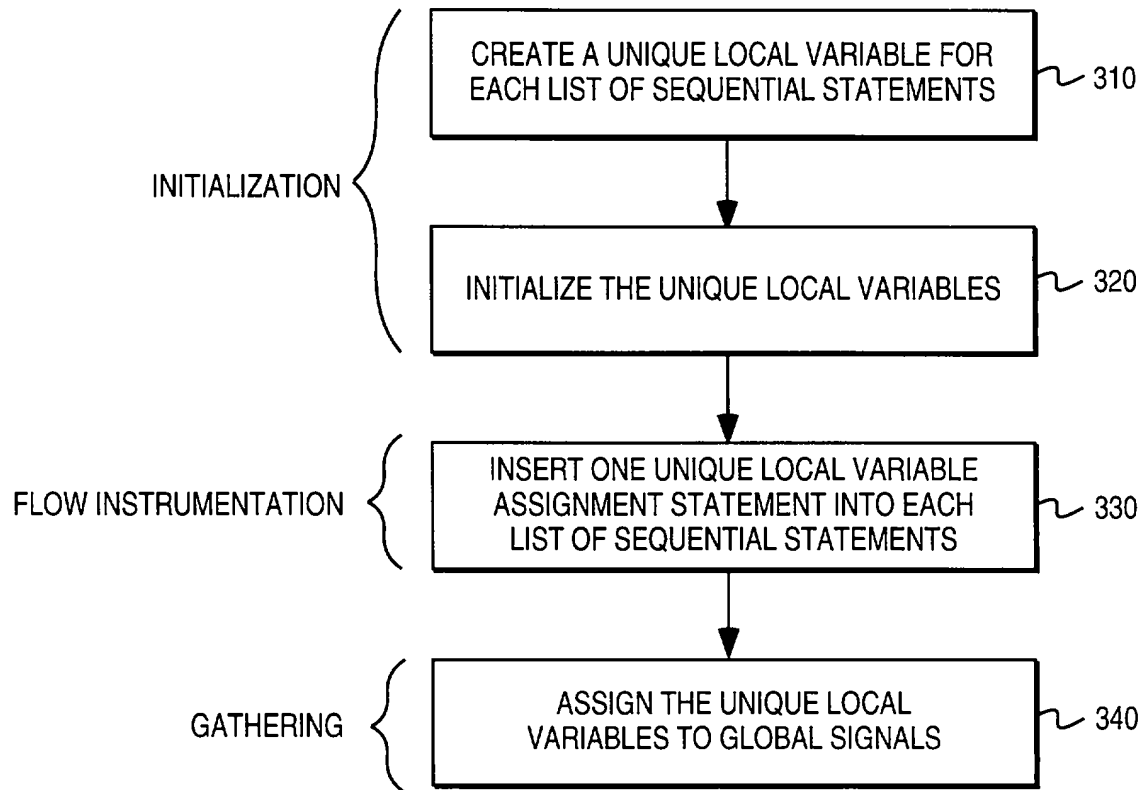 CREATE A UNIQUE LOCAL VARIABLE FOR
EACH LIST OF SEQUENTIAL STATEMENTS
310
INITIALIZATION
INITIALIZE THE UNIQUE LOCAL VARIABLES
320
INSERT ONE UNIQUE LOCAL VARIABLE
ASSIGNMENT STATEMENT INTO EACH
LIST OF SEQUENTIAL STATEMENTS
FLOW INSTRUMENTATION
330
ASSIGN THE UNIQUE LOCAL
VARIABLES TO GLOBAL SIGNALS
GATHERING
340